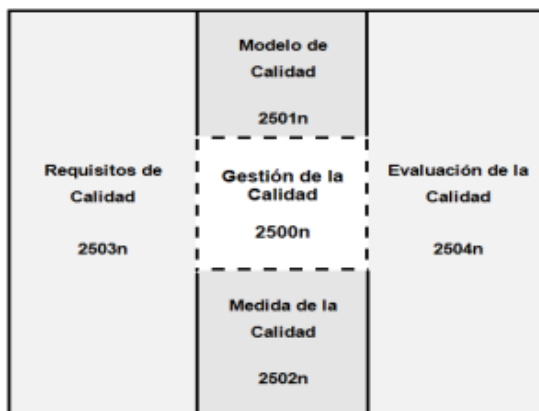 Modelo de
Calidad
2501n
Requisitos de
Calidad
2503n
Gestión de la
Calidad
2500n
Evaluación de la
Calidad
2504n
Medida de la
Calidad
2502n